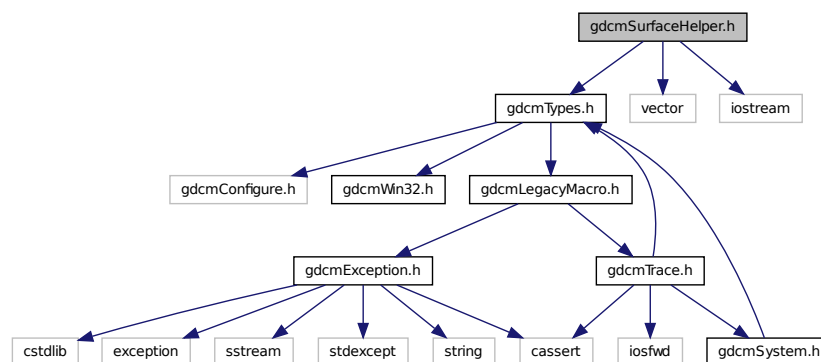 gdcmSurfaceHelper.h
gdcmTypes.h
vector
iostream
gdcmConfigure.h
gdcmWin32.h
gdcmLegacyMacro.h
gdcmException.h
gdcmTrace.h
cstdlib
exception
sstream
stdexcept
string
cassert
iosfwd
gdcmSystem.h